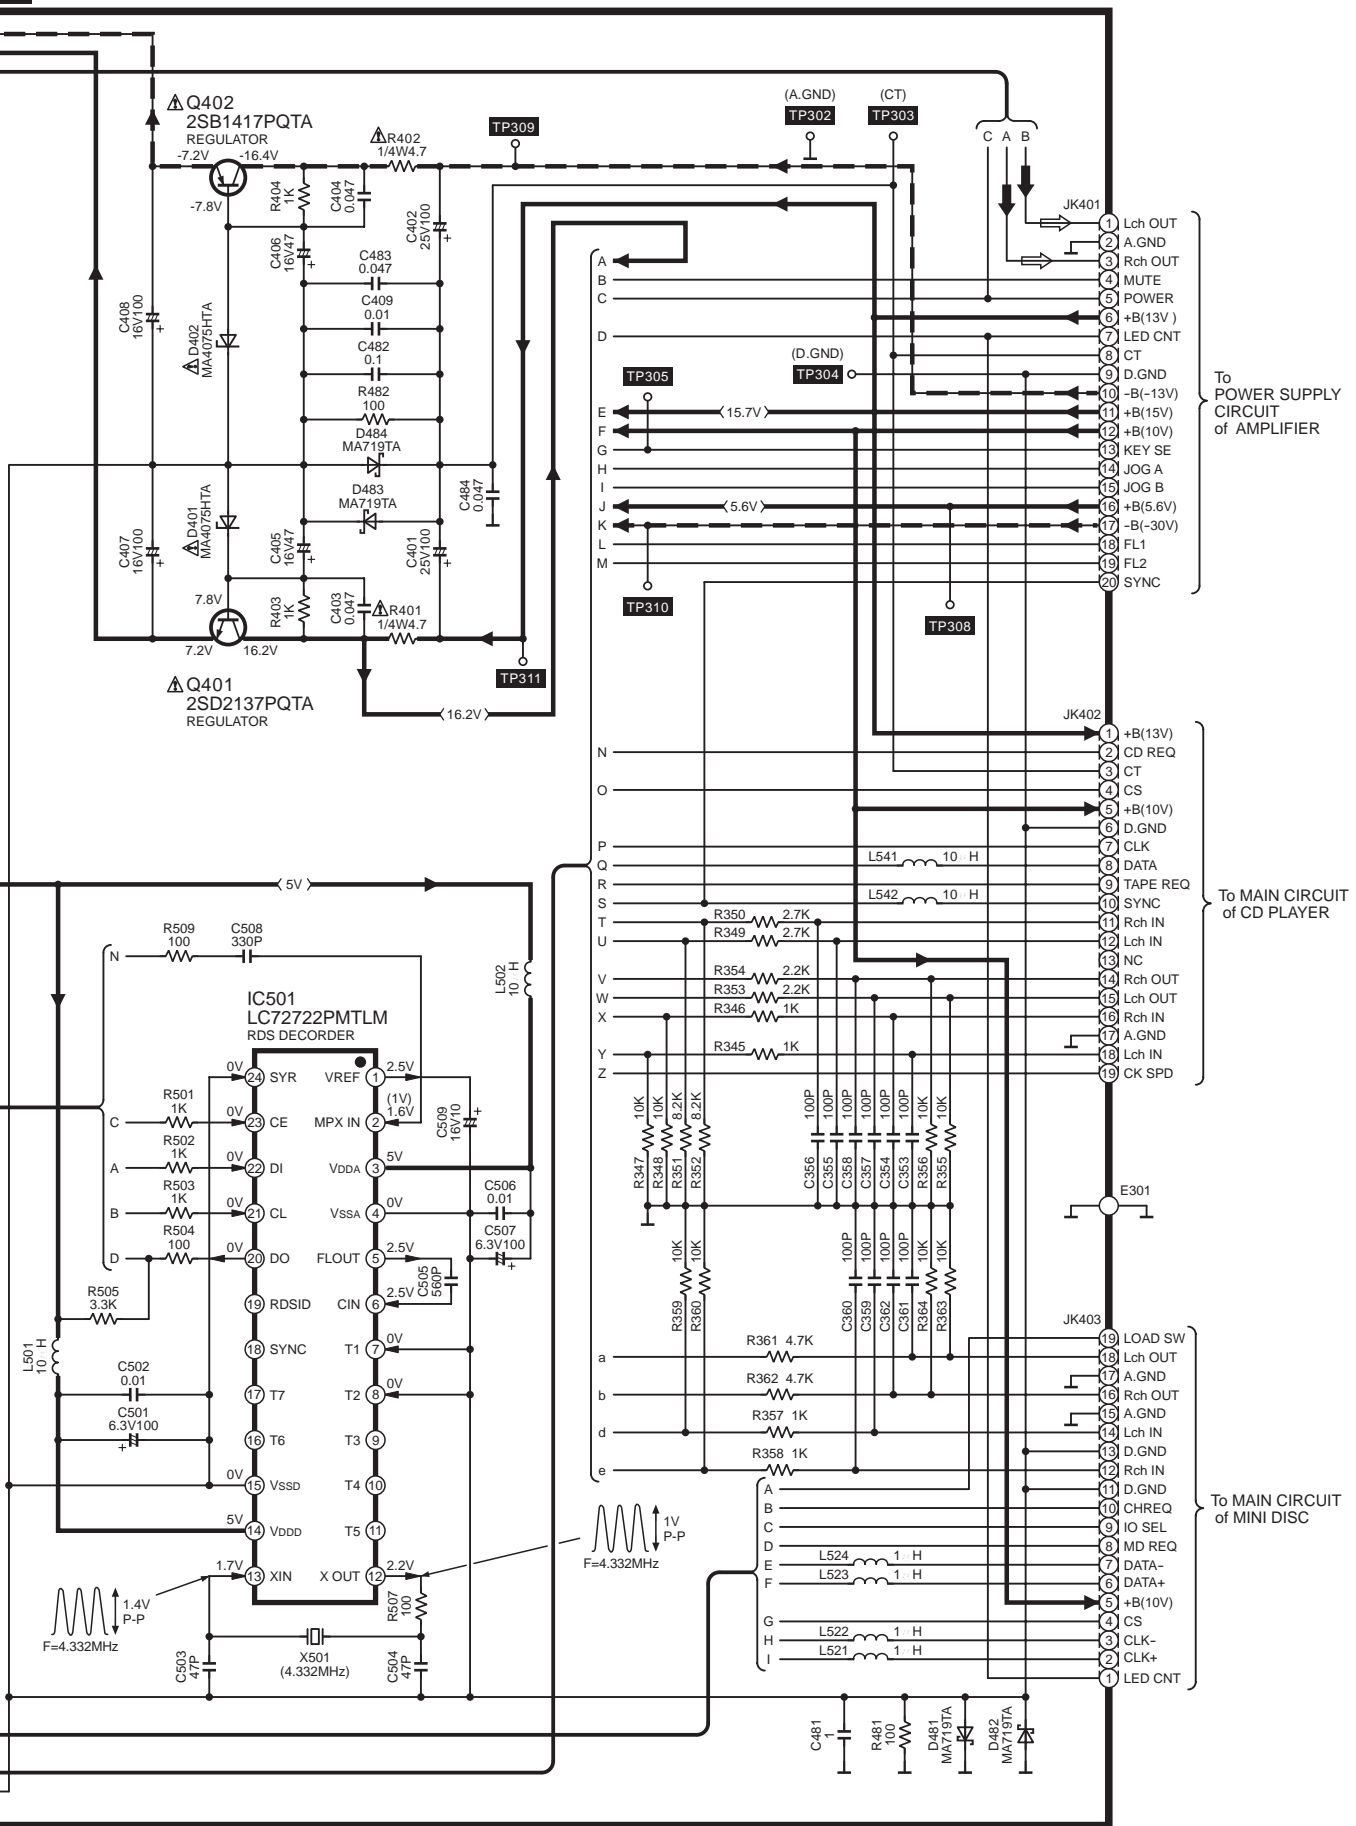 Q402
2SB1417PQTA
REGULATOR
-7.2V
-16.4V
-7.8V
R402
1/4W4.7
TP309
(A.GND)
TP302
(CT)
TP303
C A B
R404
1K
C404
0.047
C402
25V100
+
C406
16V47
+
C483
0.047
C409
0.01
C482
0.1
R482
100
D484
MA719TA
D483
MA719TA
C408
16V100
+
D402
MA4075HTA
D401
MA4075HTA
C407
16V100
+
C405
16V47
+
C401
25V100
+
C484
0.047
R403
1K
C403
0.047
R401
1/4W4.7
7.8V
7.2V
16.2V
Q401
2SD2137PQTA
REGULATOR
TP311
16.2V
A
B
C
D
E
F
G
H
I
J
K
L
M
N
O
P
Q
R
S
T
U
V
W
X
Y
Z
a
b
d
e
TP305
(D.GND)
TP304
15.7V
5.6V
TP310
TP308
JK401
1 Lch OUT
2 A.GND
3 Rch OUT
4 MUTE
5 POWER
6 +B(13V )
7 LED CNT
8 CT
9 D.GND
10 -B(-13V)
11 +B(15V)
12 +B(10V)
13 KEY SE
14 JOG A
15 JOG B
16 +B(5.6V)
17 -B(-30V)
18 FL1
19 FL2
20 SYNC
To
POWER SUPPLY
CIRCUIT
of AMPLIFIER
JK402
1 +B(13V)
2 CD REQ
3 CT
4 CS
5 +B(10V)
6 D.GND
7 CLK
8 DATA
9 TAPE REQ
10 SYNC
11 Rch IN
12 Lch IN
13 NC
14 Rch OUT
15 Lch OUT
16 Rch IN
17 A.GND
18 Lch IN
19 CK SPD
To MAIN CIRCUIT
of CD PLAYER
L541 10 H
L542 10 H
R350 2.7K
R349 2.7K
R354 2.2K
R353 2.2K
R346 1K
R345 1K
R347 10K
R348 10K
R351 8.2K
R352 8.2K
C356 100P
C355 100P
C358 100P
C357 100P
C354 100P
C353 100P
R356 10K
R355 10K
R359 10K
R360 10K
C360 100P
C359 100P
C362 100P
C361 100P
R364 10K
R363 10K
E301
R361 4.7K
R362 4.7K
R357 1K
R358 1K
JK403
19 LOAD SW
18 Lch OUT
17 A.GND
16 Rch OUT
15 A.GND
14 Lch IN
13 D.GND
12 Rch IN
11 D.GND
10 CHREQ
9 IO SEL
8 MD REQ
7 DATA-
6 DATA+
5 +B(10V)
4 CS
3 CLK-
2 CLK+
1 LED CNT
To MAIN CIRCUIT
of MINI DISC
A
B
C
D
E
F
G
H
I
L524 1 H
L523 1 H
L522 1 H
L521 1 H
C481
1
R481
100
D481
MA719TA
D482
MA719TA
5V
R509
100
C508
330P
N
L502
10 H
IC501
LC72722PMTLM
RDS DECORDER
0V 24 SYR
0V 23 CE
0V 22 DI
0V 21 CL
0V 20 DO
19 RDSID
18 SYNC
17 T7
16 T6
0V 15 VSSD
5V 14 VDDD
1.7V 13 XIN
VREF 1 2.5V
MPX IN 2 (1V)
1.6V
VDDA 3 5V
VSSA 4 0V
FLOUT 5 2.5V
CIN 6 2.5V
T1 7 0V
T2 8 0V
T3 9
T4 10
T5 11
X OUT 12 2.2V
C
R501
1K
A
R502
1K
B
R503
1K
D
R504
100
R505
3.3K
L501
10 H
C502
0.01
C501
6.3V100
+
C509
16V10
+
C506
0.01
C507
6.3V100
+
C505
560P
R507
100
X501
(4.332MHz)
C503
47P
C504
47P
1.4V
P-P
F=4.332MHz
1V
P-P
F=4.332MHz